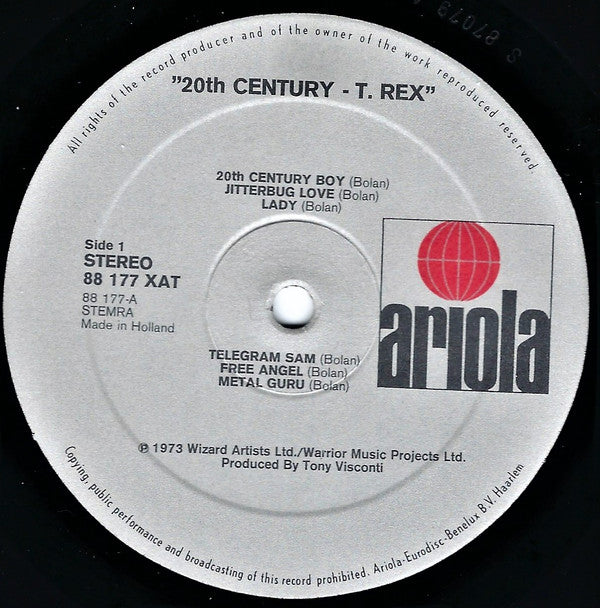 All rights of the record producer and of the owner of the work reproduced reserved.
"20th CENTURY - T. REX"
20th CENTURY BOY (Bolan)
JITTERBUG LOVE (Bolan)
LADY (Bolan)
Side 1
STEREO
88 177 XAT
88 177-A
STEMRA
Made in Holland
ariola
TELEGRAM SAM (Bolan)
FREE ANGEL (Bolan)
METAL GURU (Bolan)
℗ 1973 Wizard Artists Ltd./Warrior Music Projects Ltd.
Produced By Tony Visconti
Copying, public performance and broadcasting of this record prohibited. Ariola-Eurodisc-Benelux B.V. Haarlem